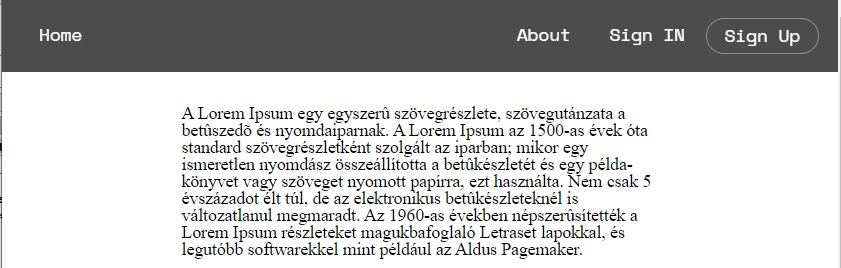 Home
About
Sign IN
Sign Up
A Lorem Ipsum egy egyszerû szövegrészlete, szövegutánzata a
betûszedõ és nyomdaiparnak. A Lorem Ipsum az 1500-as évek óta
standard szövegrészletként szolgált az iparban; mikor egy
ismeretlen nyomdász összeállította a betûkészletét és egy példa-
könyvet vagy szöveget nyomott papírra, ezt használta. Nem csak 5
évszázadot élt túl, de az elektronikus betûkészleteknél is
változatlanul megmaradt. Az 1960-as években népszerûsítették a
Lorem Ipsum részleteket magukbafoglaló Letraset lapokkal, és
legutóbb softwarekkel mint például az Aldus Pagemaker.